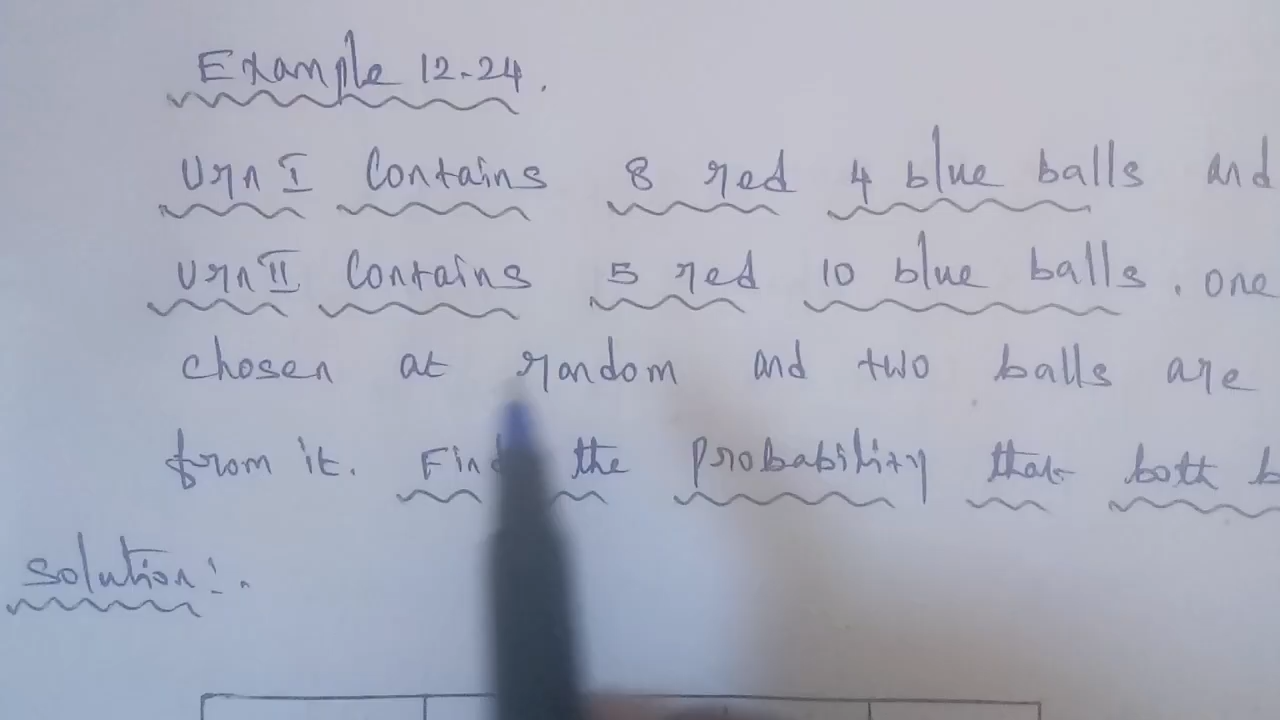 Example 12.24.
Urn I Contains 8 red 4 blue balls and
Urn II Contains 5 red 10 blue balls. one
chosen at random and two balls are
from it. Find the Probability that both
Solution:.